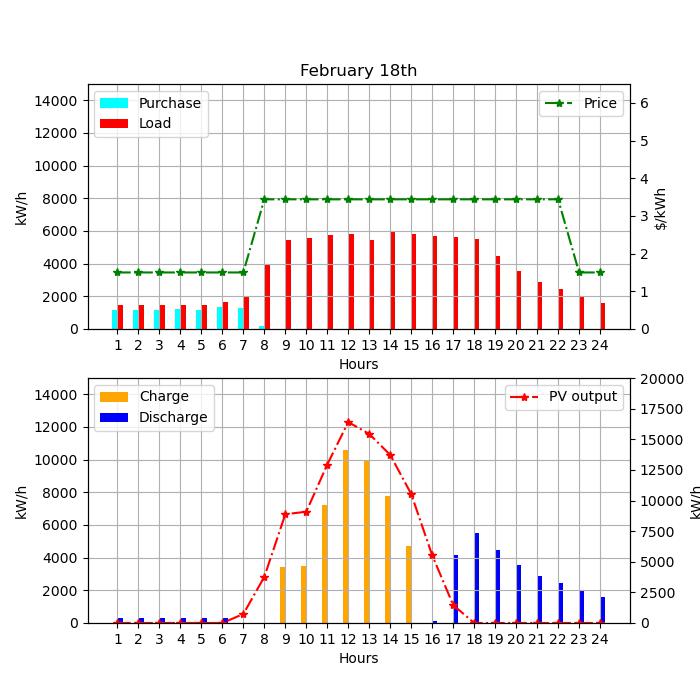 February 18th
Purchase
Load
Price
14000
12000
10000
8000
6000
4000
2000
0
kW/h
6
5
4
3
2
1
0
$/kWh
1 2 3 4 5 6 7 8 9 10 11 12 13 14 15 16 17 18 19 20 21 22 23 24
Hours
Charge
Discharge
PV output
14000
12000
10000
8000
6000
4000
2000
0
kW/h
20000
17500
15000
12500
10000
7500
5000
2500
0
kW/h
1 2 3 4 5 6 7 8 9 10 11 12 13 14 15 16 17 18 19 20 21 22 23 24
Hours